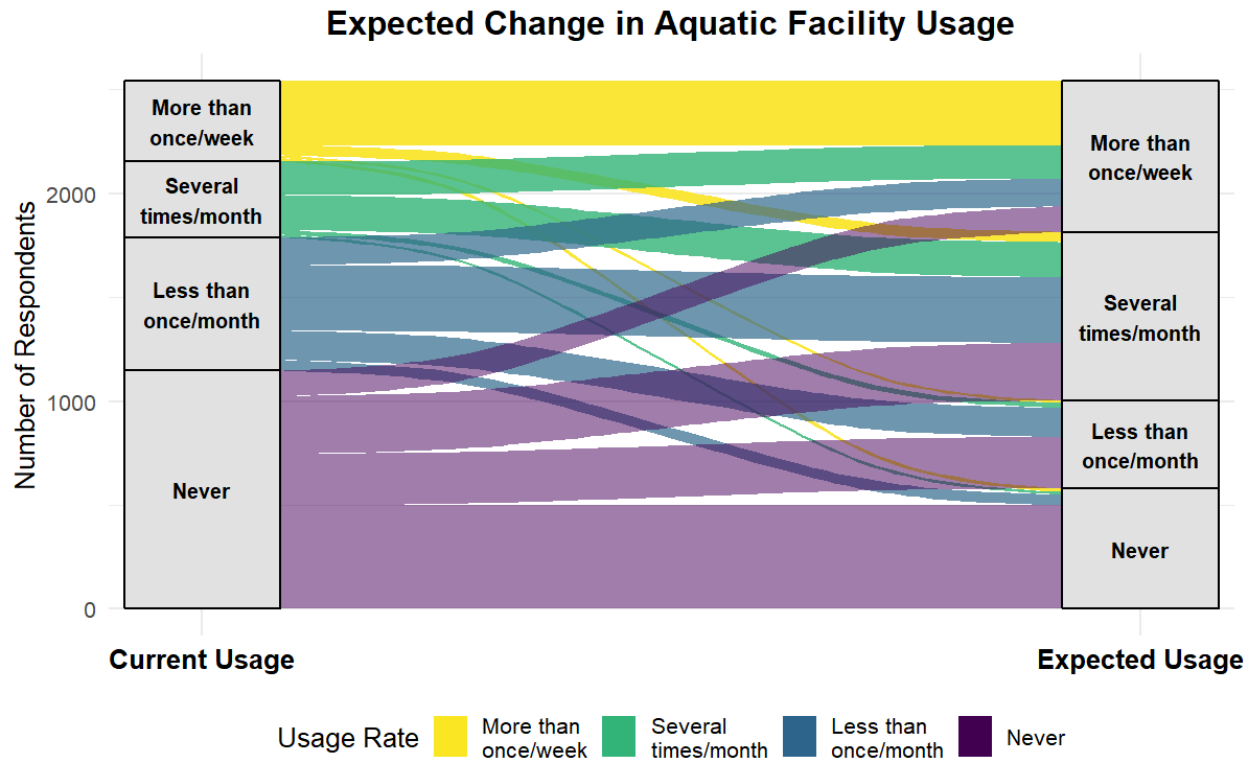 Expected Change in Aquatic Facility Usage
Number of Respondents
2000
1000
0
More than
once/week
Several
times/month
Less than
once/month
Never
More than
once/week
Several
times/month
Less than
once/month
Never
Current Usage
Expected Usage
Usage Rate
More than
once/week
Several
times/month
Less than
once/month
Never